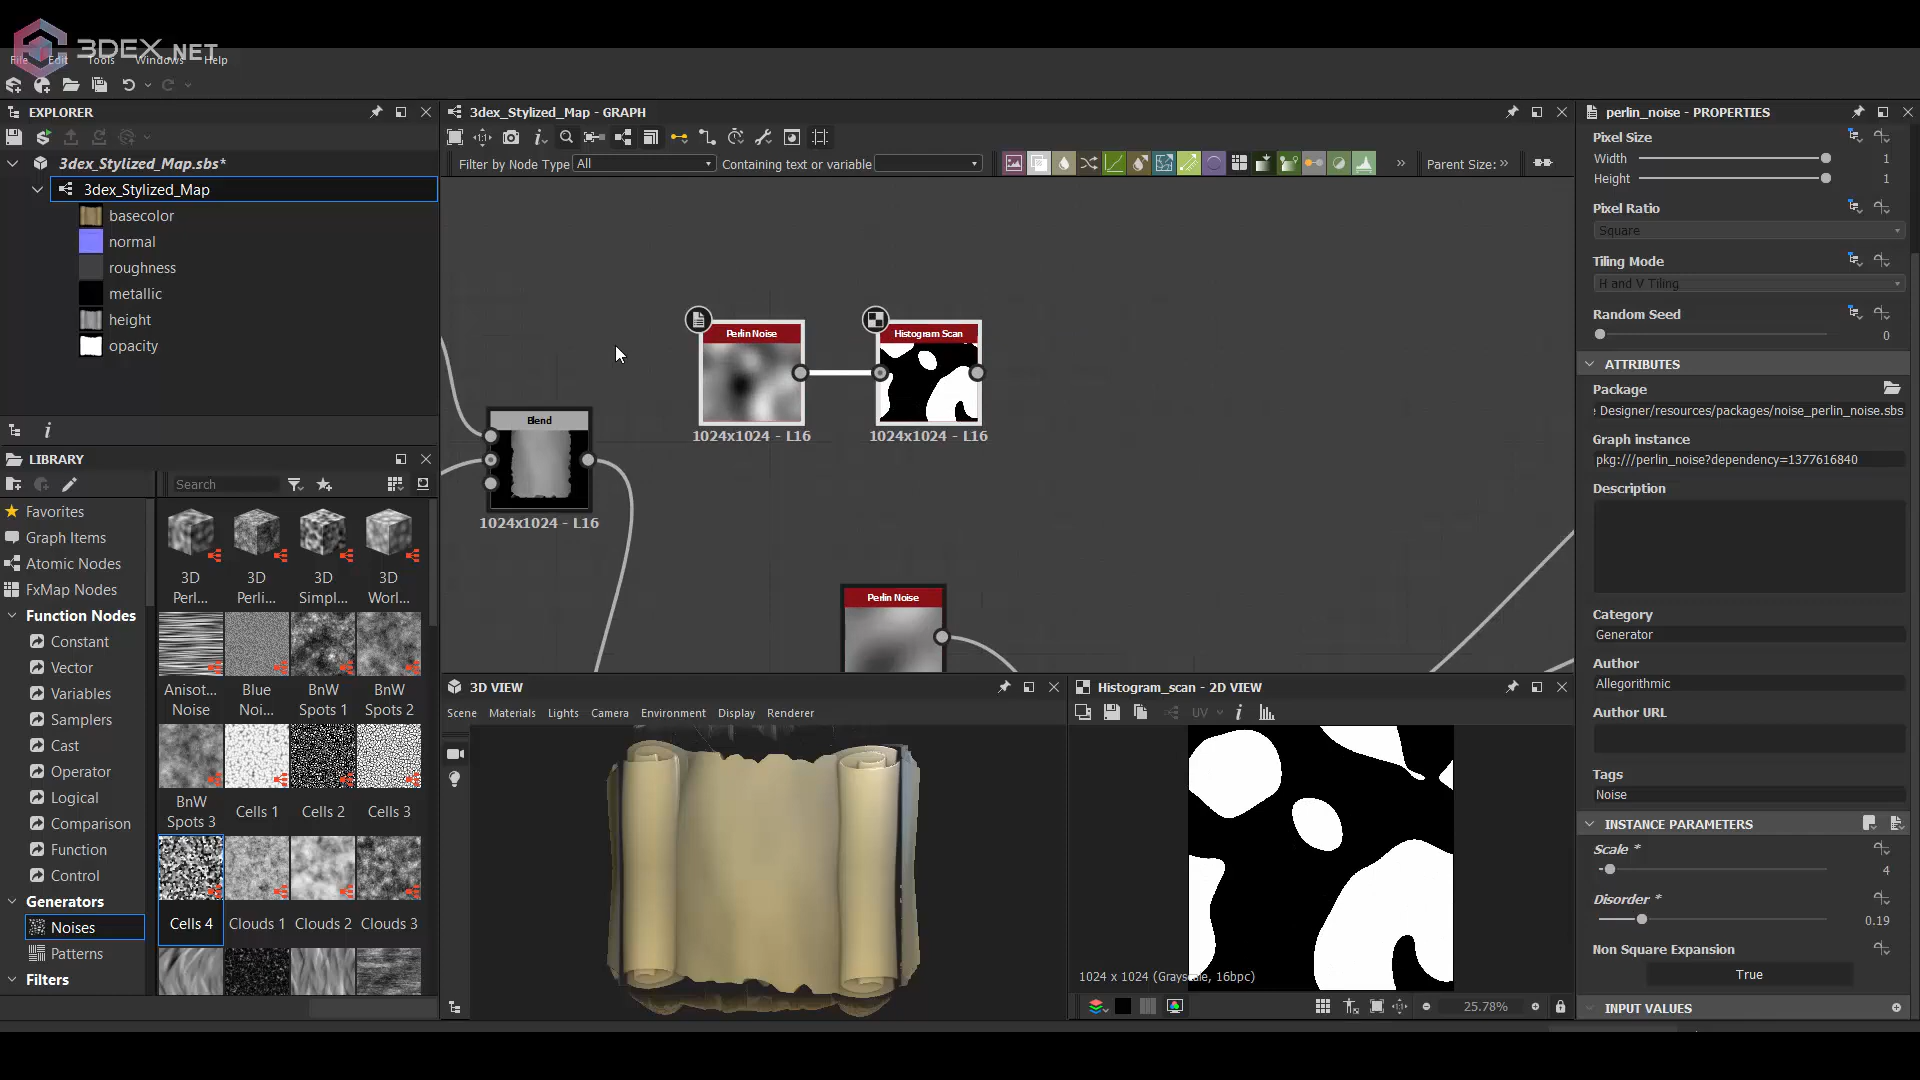 3DEX.NET
File Edit Tools Windows Help
EXPLORER
3dex_Stylized_Map.sbs*
3dex_Stylized_Map
basecolor
normal
roughness
metallic
height
opacity
LIBRARY
Search
Favorites
Graph Items
Atomic Nodes
FxMap Nodes
Function Nodes
Constant
Vector
Variables
Samplers
Cast
Operator
Logical
Comparison
Function
Control
Generators
Noises
Patterns
Filters
3D Perl...
3D Perli...
3D Simpl...
3D Worl...
Anisot... Noise
Blue Noi...
BnW Spots 1
BnW Spots 2
BnW Spots 3
Cells 1
Cells 2
Cells 3
Cells 4
Clouds 1
Clouds 2
Clouds 3
3dex_Stylized_Map - GRAPH
Filter by Node Type All Containing text or variable
Parent Size:
Perlin Noise
1024x1024 - L16
Histogram Scan
1024x1024 - L16
Blend
1024x1024 - L16
Perlin Noise
3D VIEW
Scene Materials Lights Camera Environment Display Renderer
Histogram_scan - 2D VIEW
UV
1024 x 1024 (Grayscale, 16bpc)
25.78%
perlin_noise - PROPERTIES
Pixel Size
Width 1
Height 1
Pixel Ratio
Square
Tiling Mode
H and V Tiling
Random Seed
0
ATTRIBUTES
Package
Designer/resources/packages/noise_perlin_noise.sbs
Graph instance
pkg:///perlin_noise?dependency=1377616840
Description
Category
Generator
Author
Allegorithmic
Author URL
Tags
Noise
INSTANCE PARAMETERS
Scale *
4
Disorder *
0.19
Non Square Expansion
True
INPUT VALUES